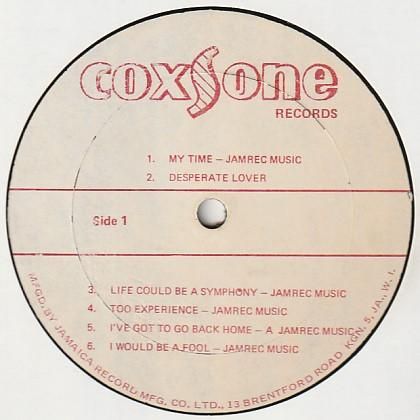 coxsone
RECORDS
1. MY TIME – JAMREC MUSIC
2. DESPERATE LOVER
Side 1
3. LIFE COULD BE A SYMPHONY – JAMREC MUSIC
4. TOO EXPERIENCE – JAMREC MUSIC
5. I'VE GOT TO GO BACK HOME – A JAMREC MUSIC
6. I WOULD BE A FOOL – JAMREC MUSIC
MFGD. BY JAMAICA RECORD MFG. CO. LTD., 13 BRENTFORD ROAD KGN. 5, JA., W. I.